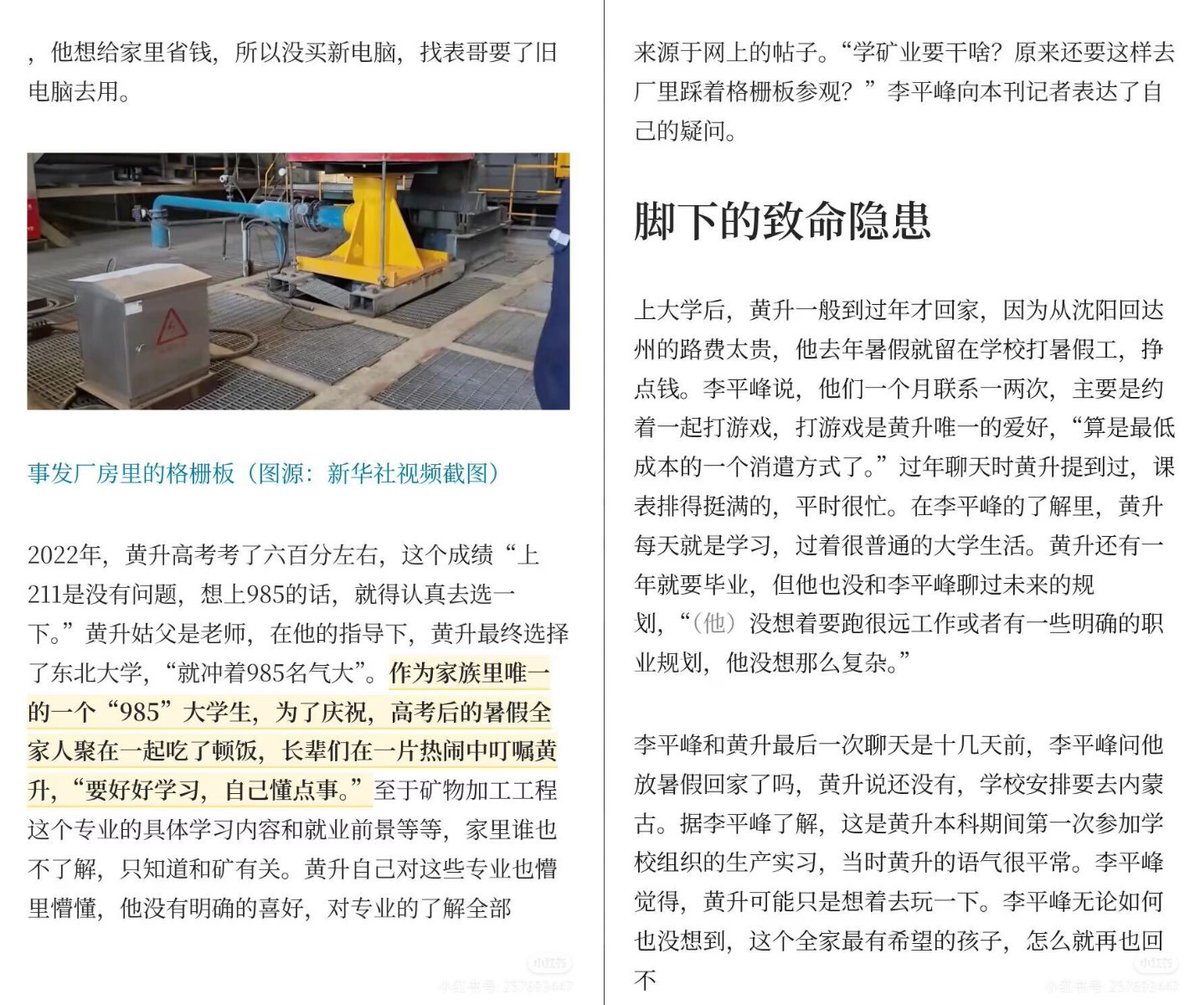 ，他想给家里省钱，所以没买新电脑，找表哥要了旧
电脑去用。
事发厂房里的格栅板（图源：新华社视频截图）
2022年，黄升高考考了六百分左右，这个成绩“上
211是没有问题，想上985的话，就得认真去选一
下。”黄升姑父是老师，在他的指导下，黄升最终选择
了东北大学，“就冲着985名气大”。作为家族里唯一
的一个“985”大学生，为了庆祝，高考后的暑假全
家人聚在一起吃了顿饭，长辈们在一片热闹中叮嘱黄
升，“要好好学习，自己懂点事。”至于矿物加工工程
这个专业的具体学习内容和就业前景等等，家里谁也
不了解，只知道和矿有关。黄升自己对这些专业也懵
里懵懂，他没有明确的喜好，对专业的了解全部
小红书
来源于网上的帖子。“学矿业要干啥？原来还要这样去
厂里踩着格栅板参观？”李平峰向本刊记者表达了自
己的疑问。
脚下的致命隐患
上大学后，黄升一般到过年才回家，因为从沈阳回达
州的路费太贵，他去年暑假就留在学校打暑假工，挣
点钱。李平峰说，他们一个月联系一两次，主要是约
着一起打游戏，打游戏是黄升唯一的爱好，“算是最低
成本的一个消遣方式了。”过年聊天时黄升提到过，课
表排得挺满的，平时很忙。在李平峰的了解里，黄升
每天就是学习，过着很普通的大学生活。黄升还有一
年就要毕业，但他也没和李平峰聊过未来的规
划，“（他）没想着要跑很远工作或者有一些明确的职
业规划，他没想那么复杂。”
李平峰和黄升最后一次聊天是十几天前，李平峰问他
放暑假回家了吗，黄升说还没有，学校安排要去内蒙
古。据李平峰了解，这是黄升本科期间第一次参加学
校组织的生产实习，当时黄升的语气很平常。李平峰
觉得，黄升可能只是想着去玩一下。李平峰无论如何
也没想到，这个全家最有希望的孩子，怎么就再也回
不
小红书